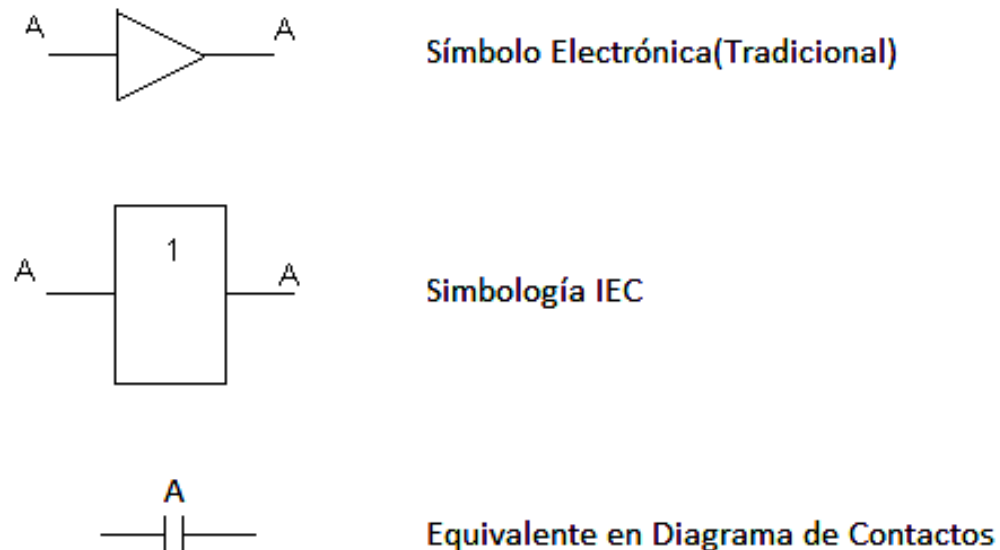 A A Símbolo Electrónica(Tradicional)
1
A A Simbología IEC
A
Equivalente en Diagrama de Contactos